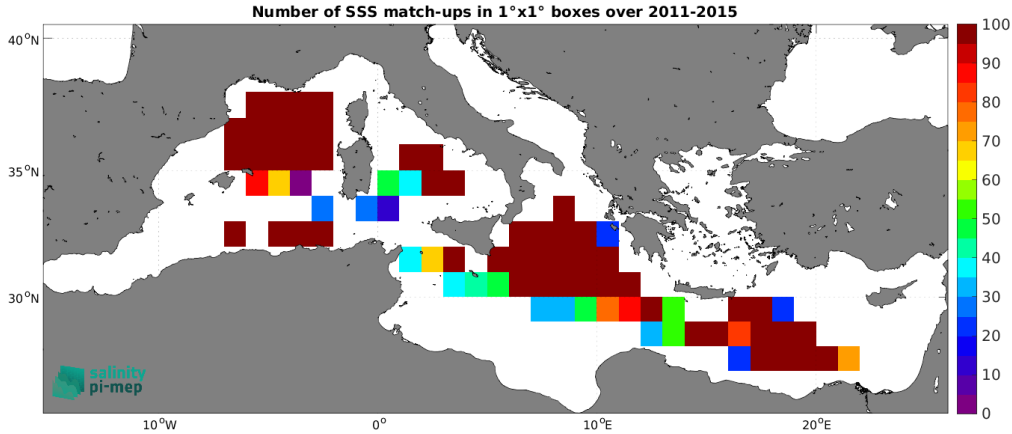 Number of SSS match-ups in 1°x1° boxes over 2011-2015
40°N
35°N
30°N
10°W
0°
10°E
20°E
100
90
80
70
60
50
40
30
20
10
0
salinity
pi-mep